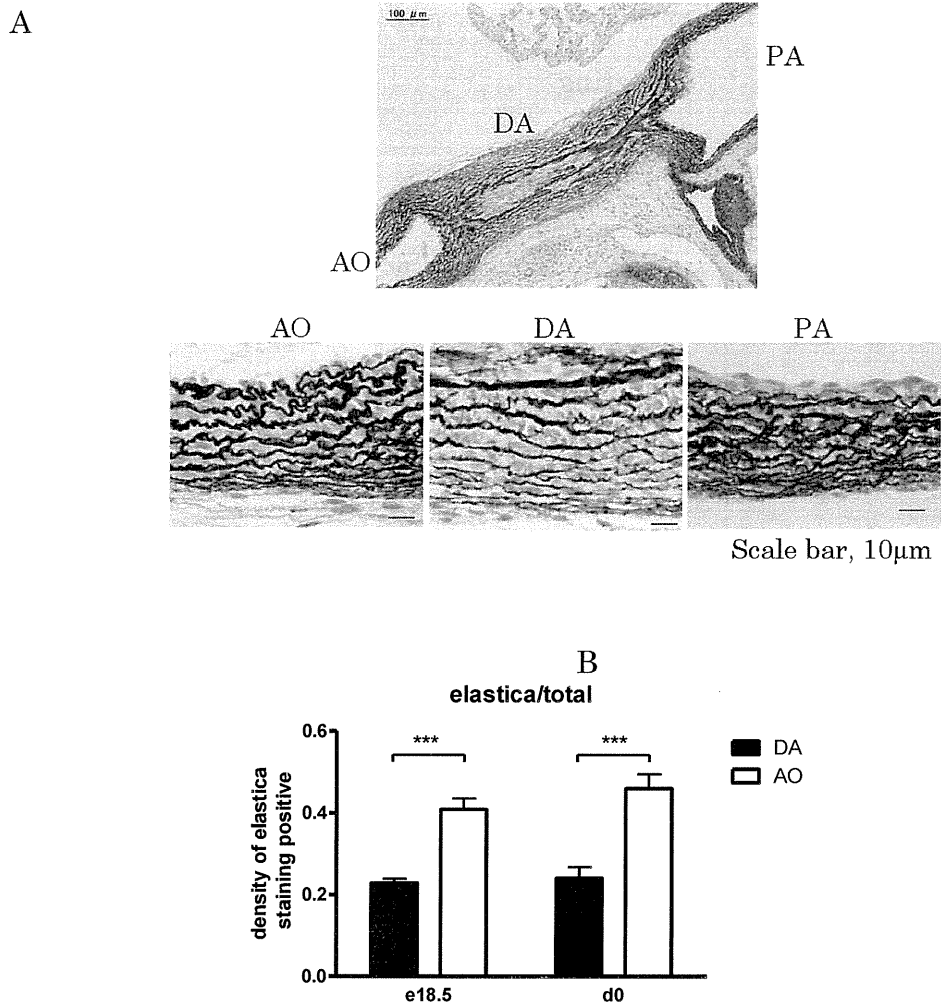 A
100 μm
PA
DA
AO
AO DA PA
Scale bar, 10μm
B
elastica/total
density of elastica
staining positive
0.6
0.4
0.2
0.0
***
***
DA
AO
e18.5 d0